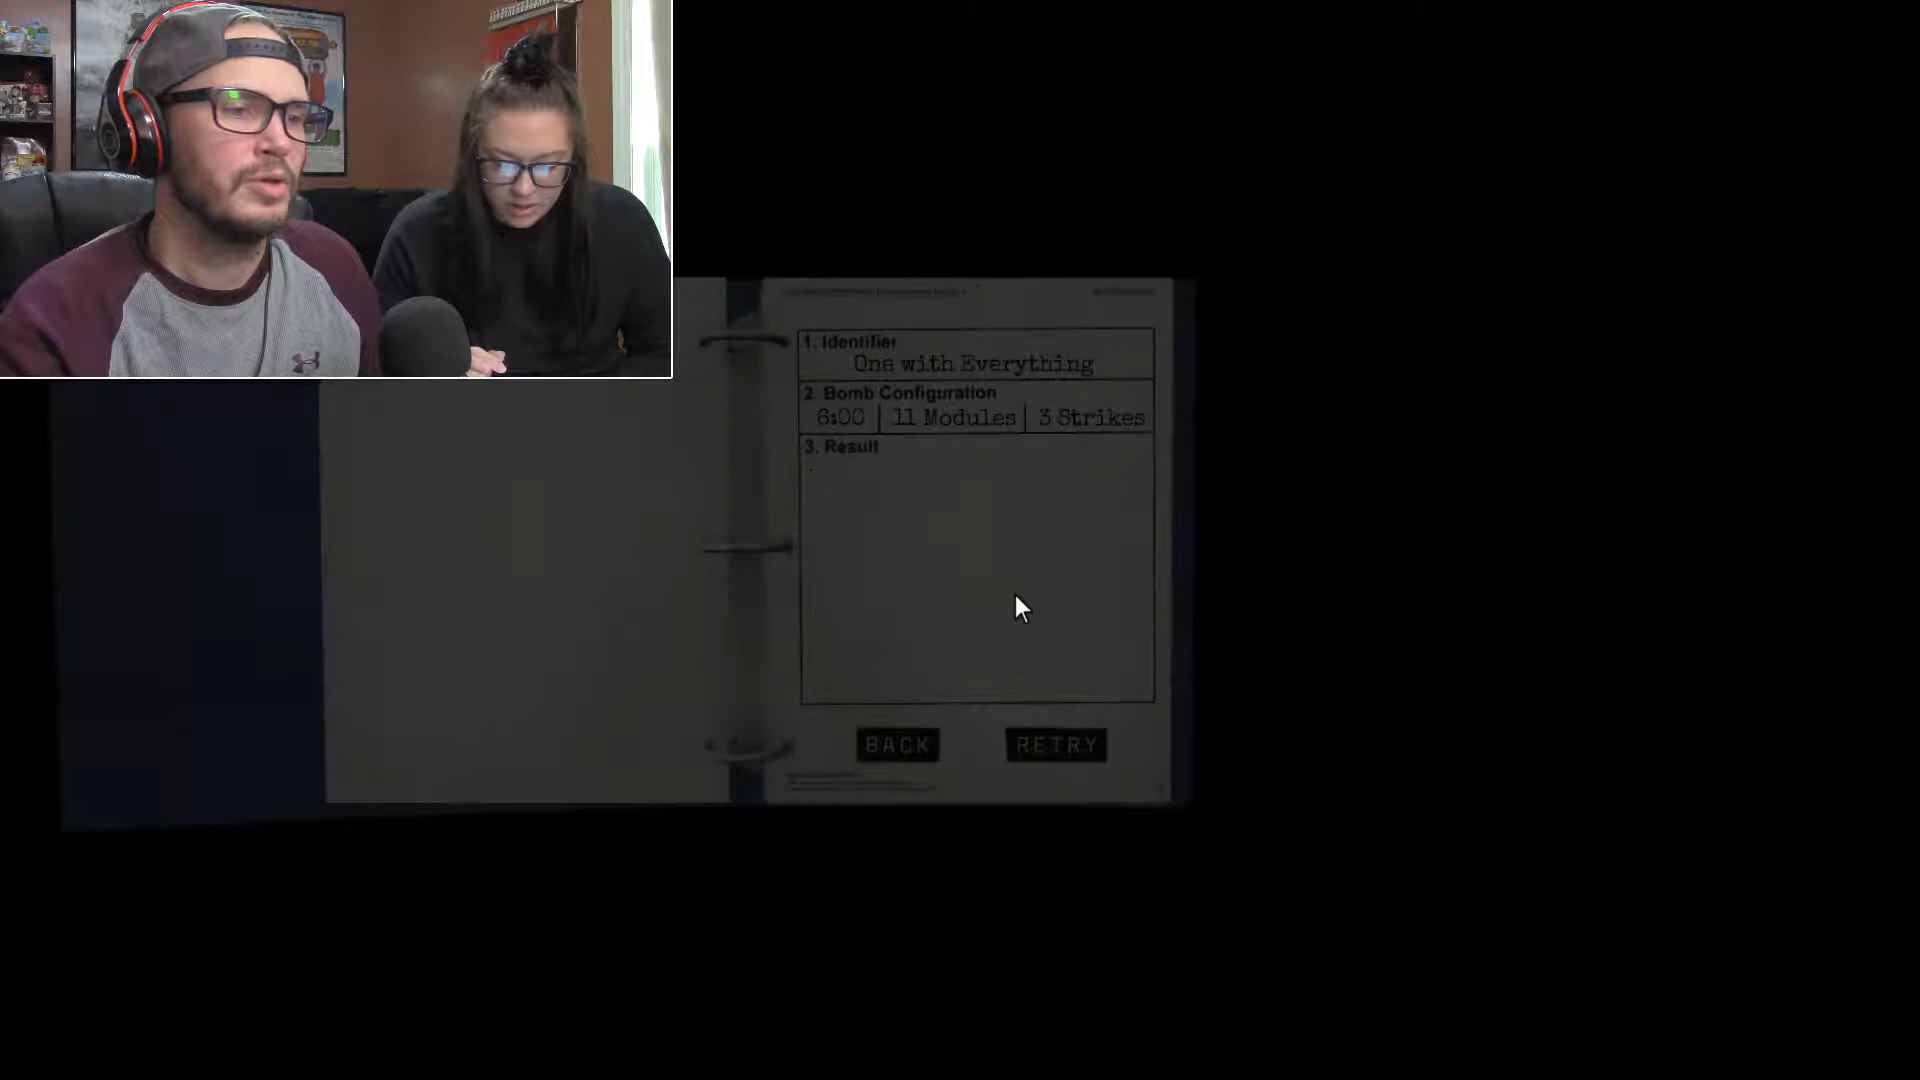 1. Identifier
One with Everything
2. Bomb Configuration
6:00 | 11 Modules | 3 Strikes
3. Result
BACK
RETRY